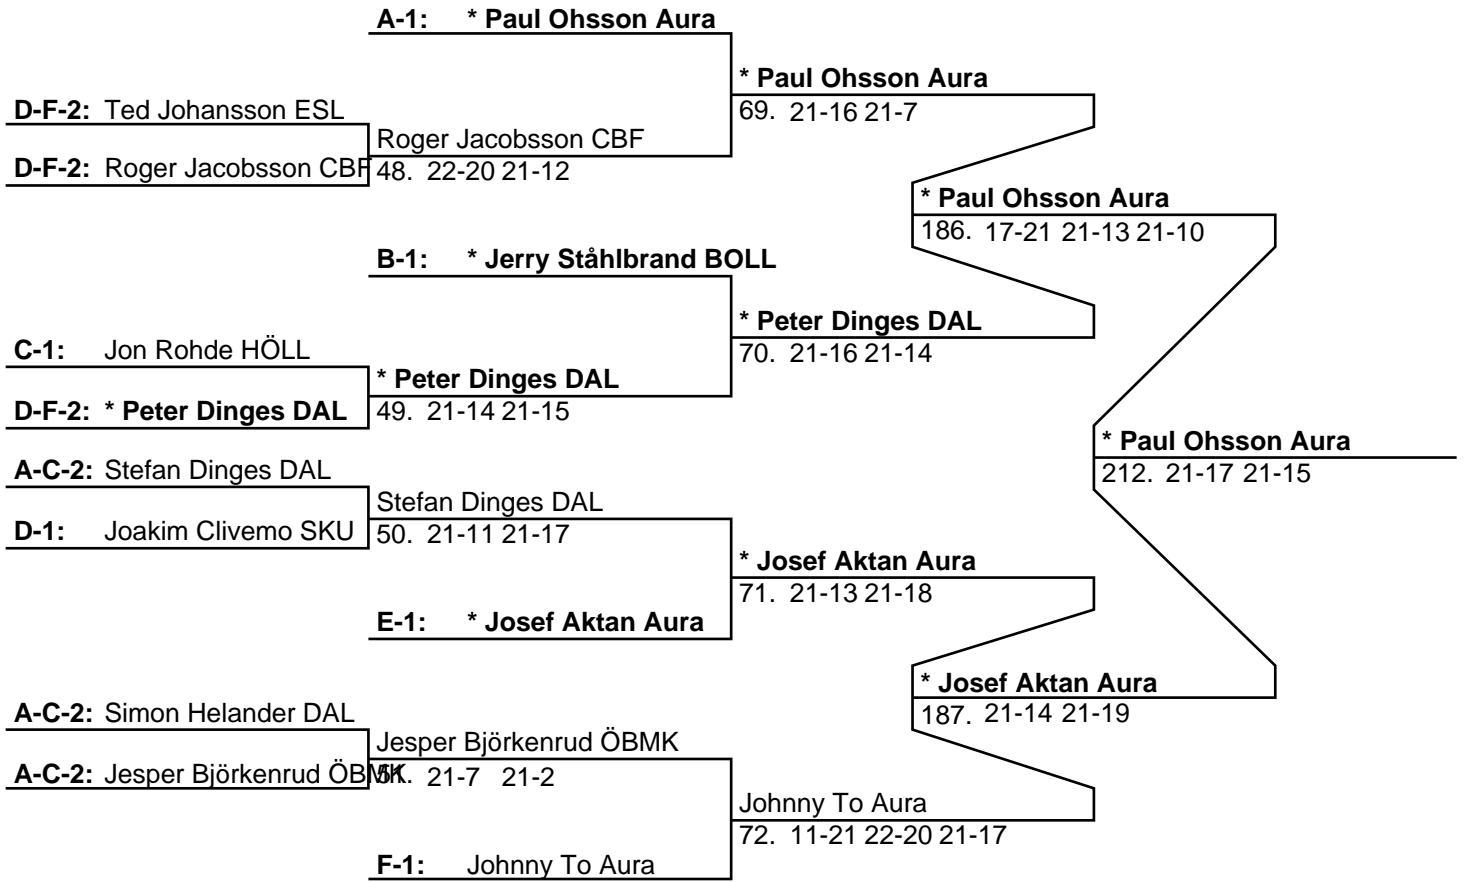 A-1: * Paul Ohsson Aura
* Paul Ohsson Aura
D-F-2: Ted Johansson ESL
69. 21-16 21-7
Roger Jacobsson CBF
D-F-2: Roger Jacobsson CBF
48. 22-20 21-12
* Paul Ohsson Aura
186. 17-21 21-13 21-10
B-1: * Jerry Ståhlbrand BOLL
* Peter Dinges DAL
C-1: Jon Rohde HÖLL
70. 21-16 21-14
* Peter Dinges DAL
D-F-2: * Peter Dinges DAL
49. 21-14 21-15
* Paul Ohsson Aura
A-C-2: Stefan Dinges DAL
212. 21-17 21-15
Stefan Dinges DAL
D-1: Joakim Clivemo SKU
50. 21-11 21-17
* Josef Aktan Aura
71. 21-13 21-18
E-1: * Josef Aktan Aura
* Josef Aktan Aura
A-C-2: Simon Helander DAL
187. 21-14 21-19
Jesper Björkenrud ÖBMK
A-C-2: Jesper Björkenrud ÖBMK
51. 21-7 21-2
Johnny To Aura
72. 11-21 22-20 21-17
F-1: Johnny To Aura